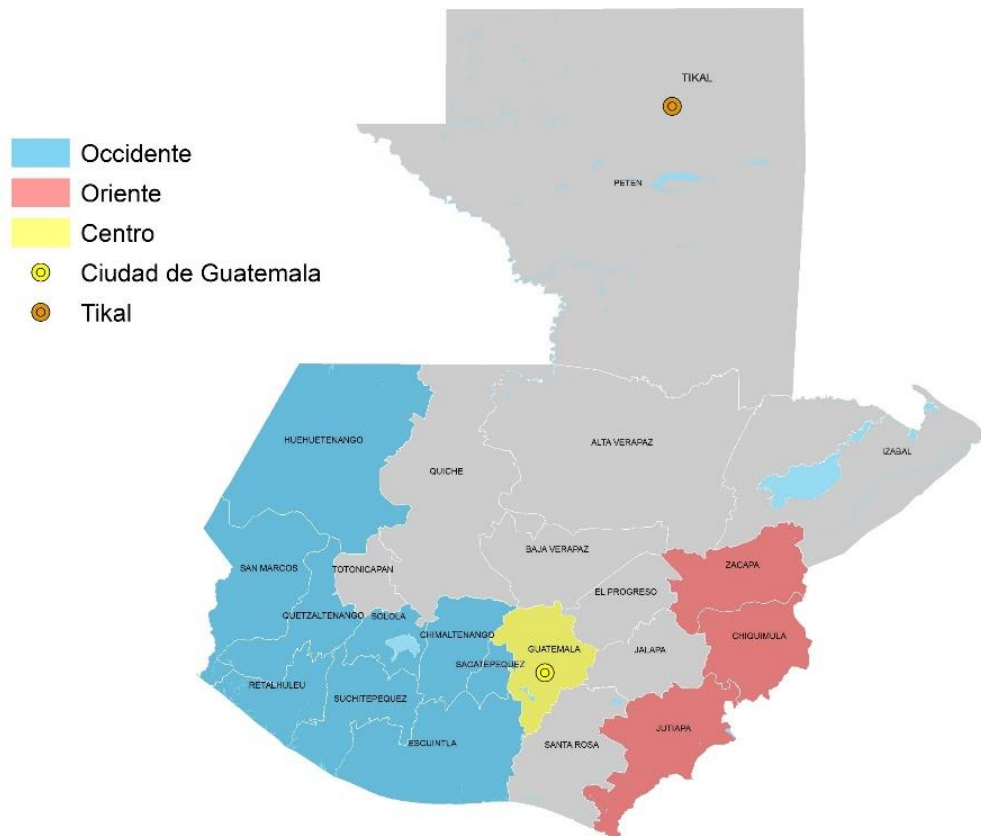 TIKAL
Occidente
Oriente
Centro
Ciudad de Guatemala
Tikal
PETEN
HUEHUETENANGO
QUICHE
ALTA VERAPAZ
IZABAL
BAJA VERAPAZ
SAN MARCOS
TOTONICAPAN
ZACAPA
EL PROGRESO
QUETZALTENANGO
SOLOLA
CHIMALTENANGO
CHIQUIMULA
GUATEMALA
JALAPA
SACATEPEQUEZ
RETALHULEU
SUCHITEPEQUEZ
JUTIAPA
ESCUINTLA
SANTA ROSA